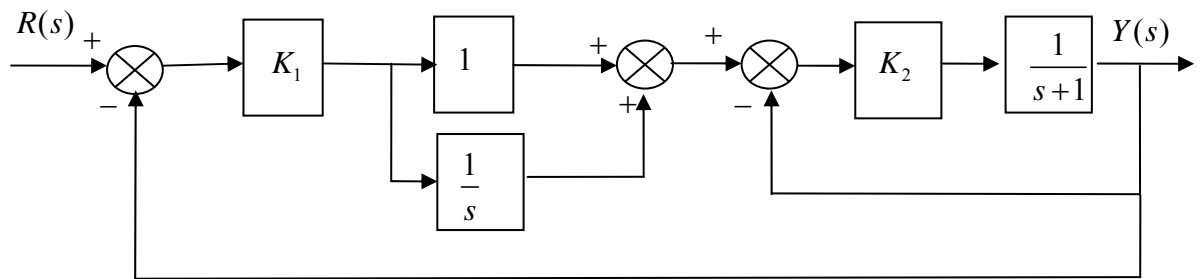 R(s)
+
−
K₁
1
1/s
+
+
+
−
K₂
1/(s+1)
Y(s)